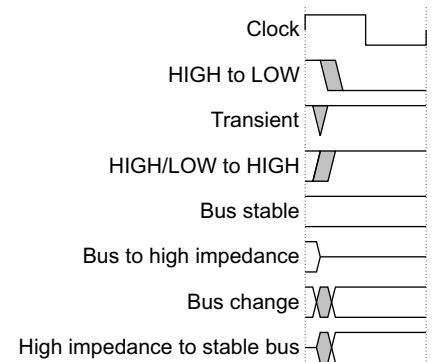 Clock
HIGH to LOW
Transient
HIGH/LOW to HIGH
Bus stable
Bus to high impedance
Bus change
High impedance to stable bus